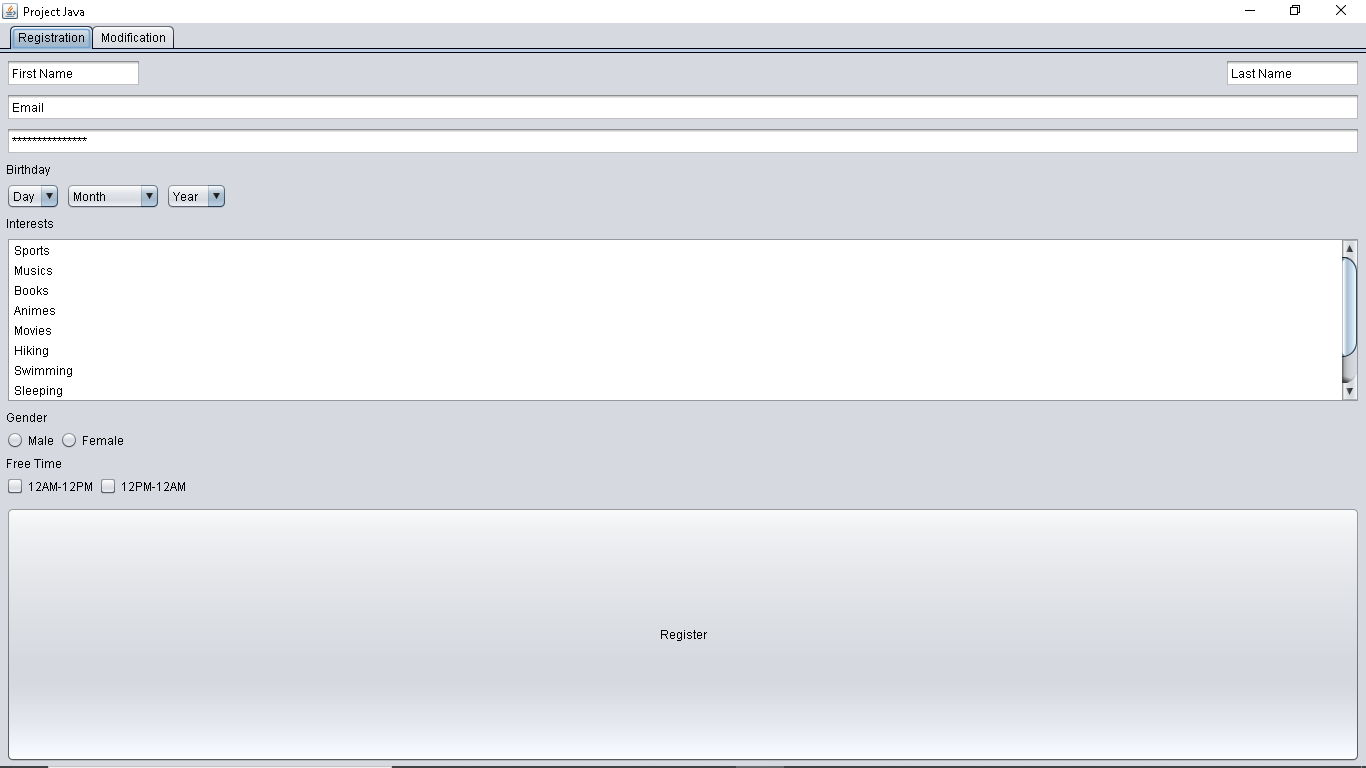 Project Java
Registration Modification
First Name Last Name
Email
***************
Birthday
Day Month Year
Interests
Sports
Musics
Books
Animes
Movies
Hiking
Swimming
Sleeping
Gender
Male Female
Free Time
12AM-12PM 12PM-12AM
Register